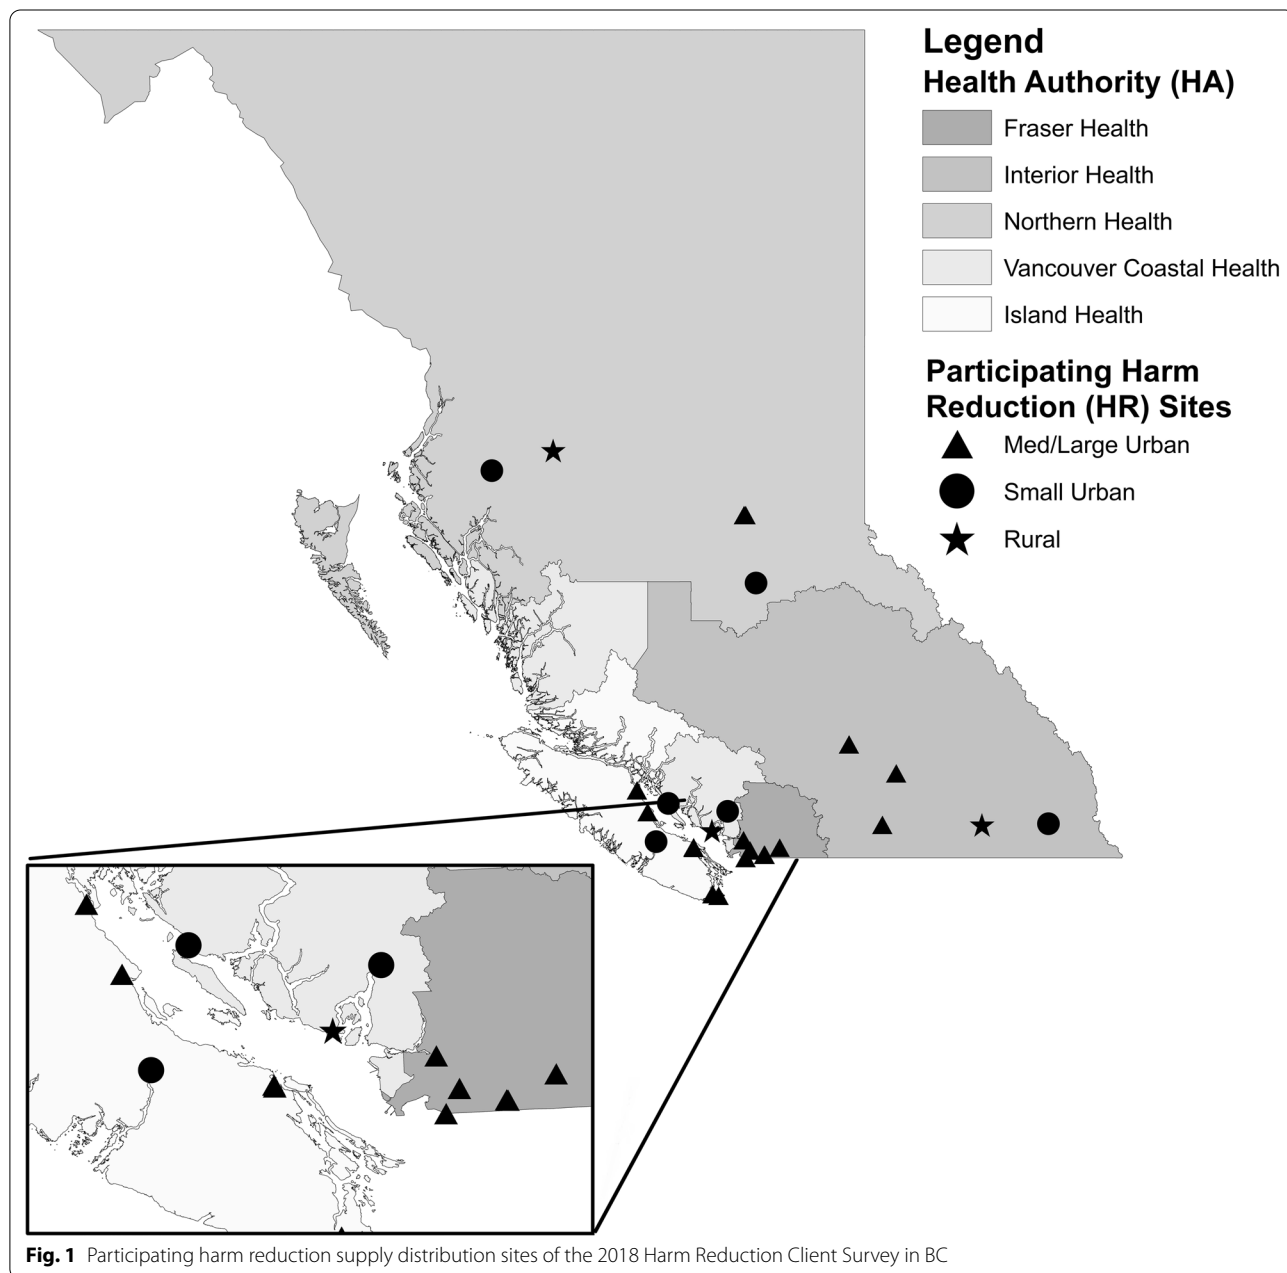 Legend
Health Authority (HA)
Fraser Health
Interior Health
Northern Health
Vancouver Coastal Health
Island Health
Participating Harm
Reduction (HR) Sites
Med/Large Urban
Small Urban
Rural
Fig. 1 Participating harm reduction supply distribution sites of the 2018 Harm Reduction Client Survey in BC